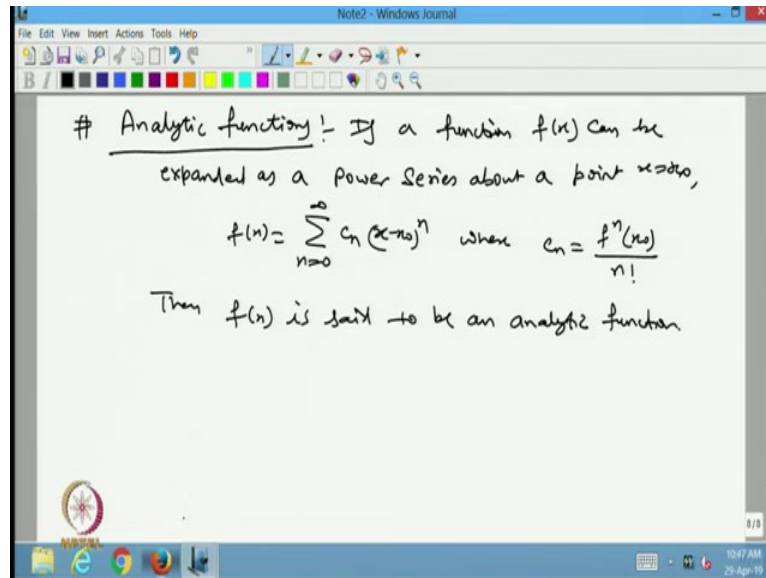 Note2 - Windows Journal
File Edit View Insert Actions Tools Help
# Analytic functions :- If a function f(x) can be
expanded as a power series about a point x=x₀,
f(x) = ∑_{n=0}^{∞} cₙ (x-x₀)ⁿ where cₙ = fⁿ(x₀)/n!
Then f(x) is said to be an analytic function.
NPTEL
8/8
10:47 AM
29-Apr-19